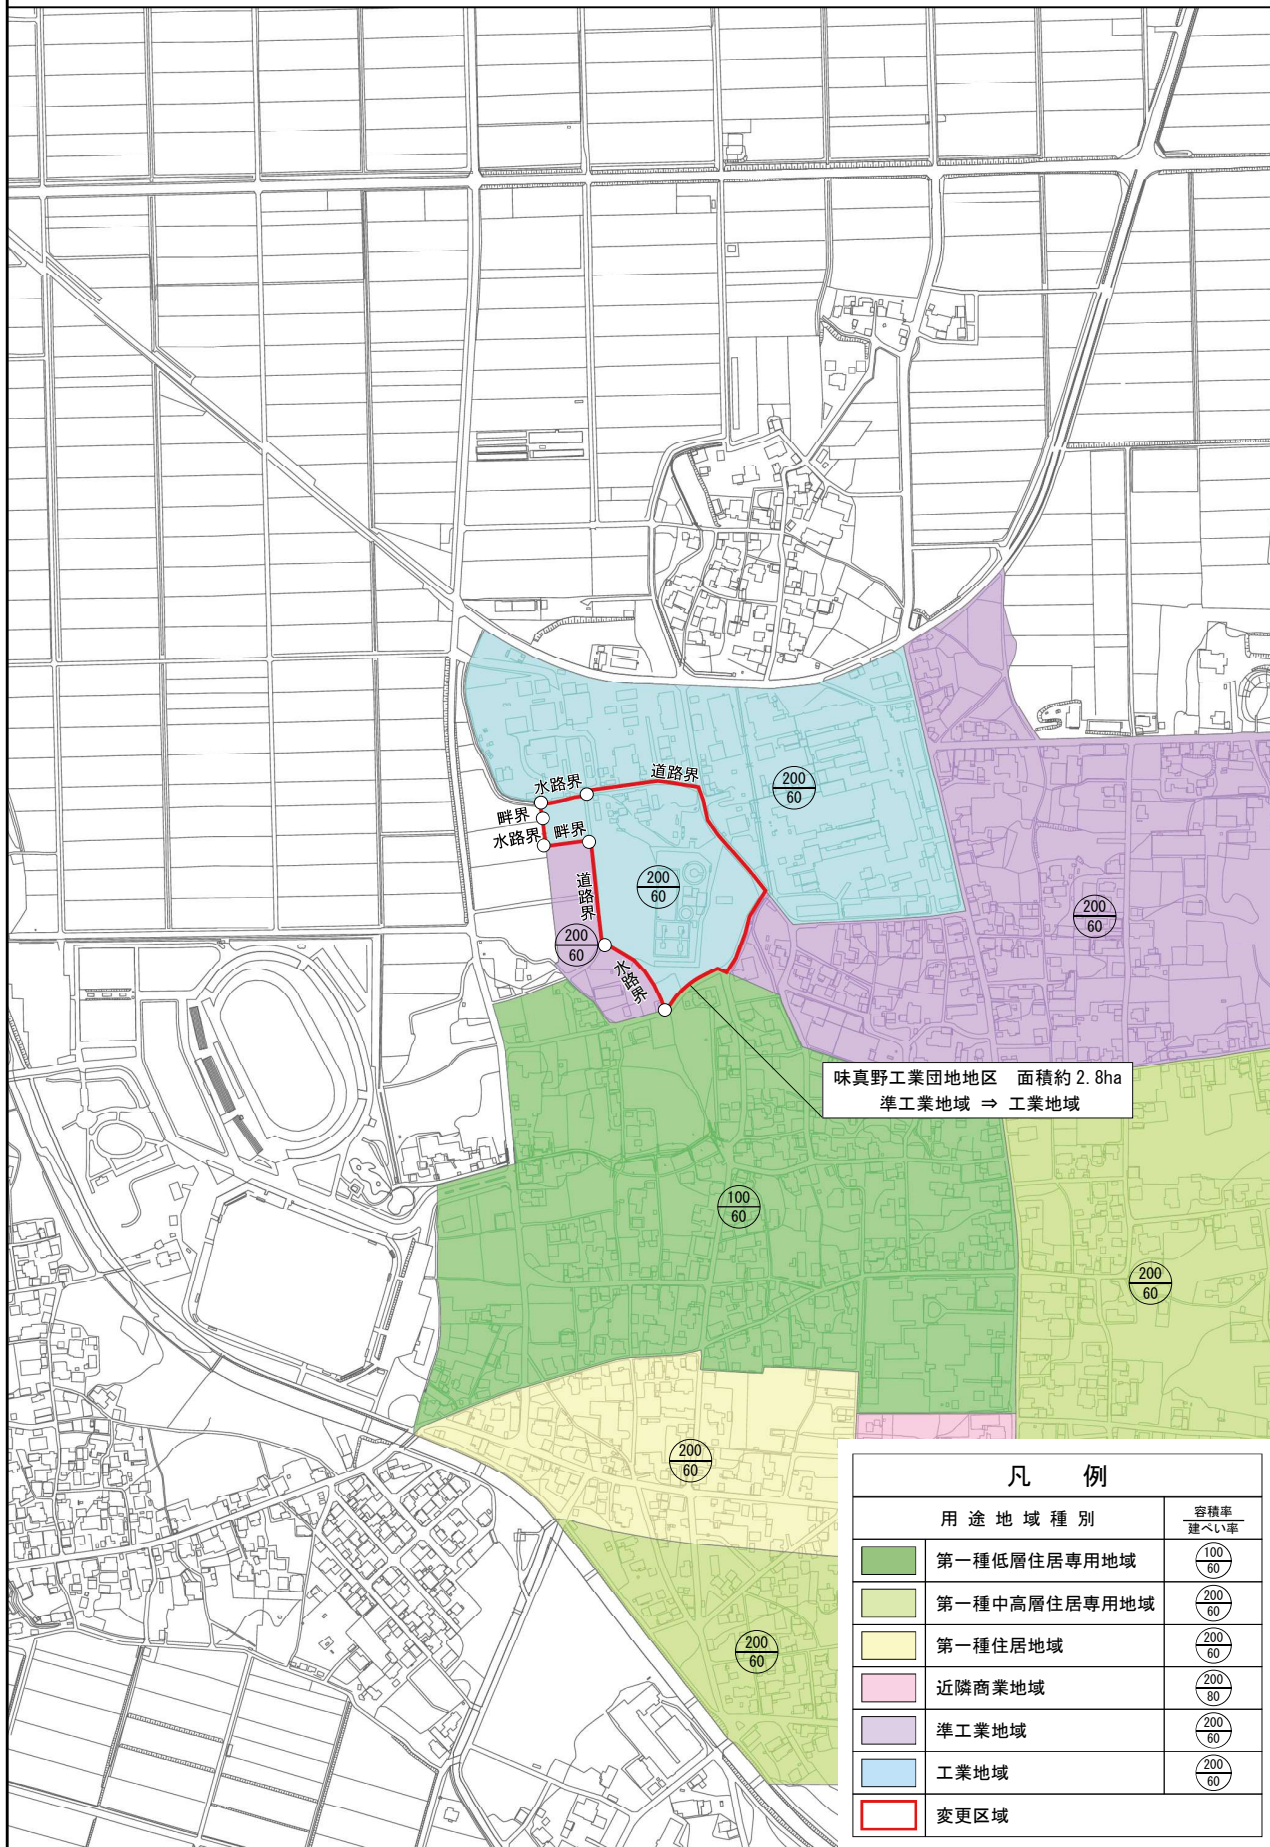 水路界
道路界
200
60
畔界
水路界
畔界
道路界
200
60
200
60
200
60
水路界
味真野工業団地地区　面積約2.8ha
準工業地域 ⇒ 工業地域
100
60
200
60
200
60
200
60
凡　例
用途地域種別
容積率
建ぺい率
第一種低層住居専用地域
100
60
第一種中高層住居専用地域
200
60
第一種住居地域
200
60
近隣商業地域
200
80
準工業地域
200
60
工業地域
200
60
変更区域